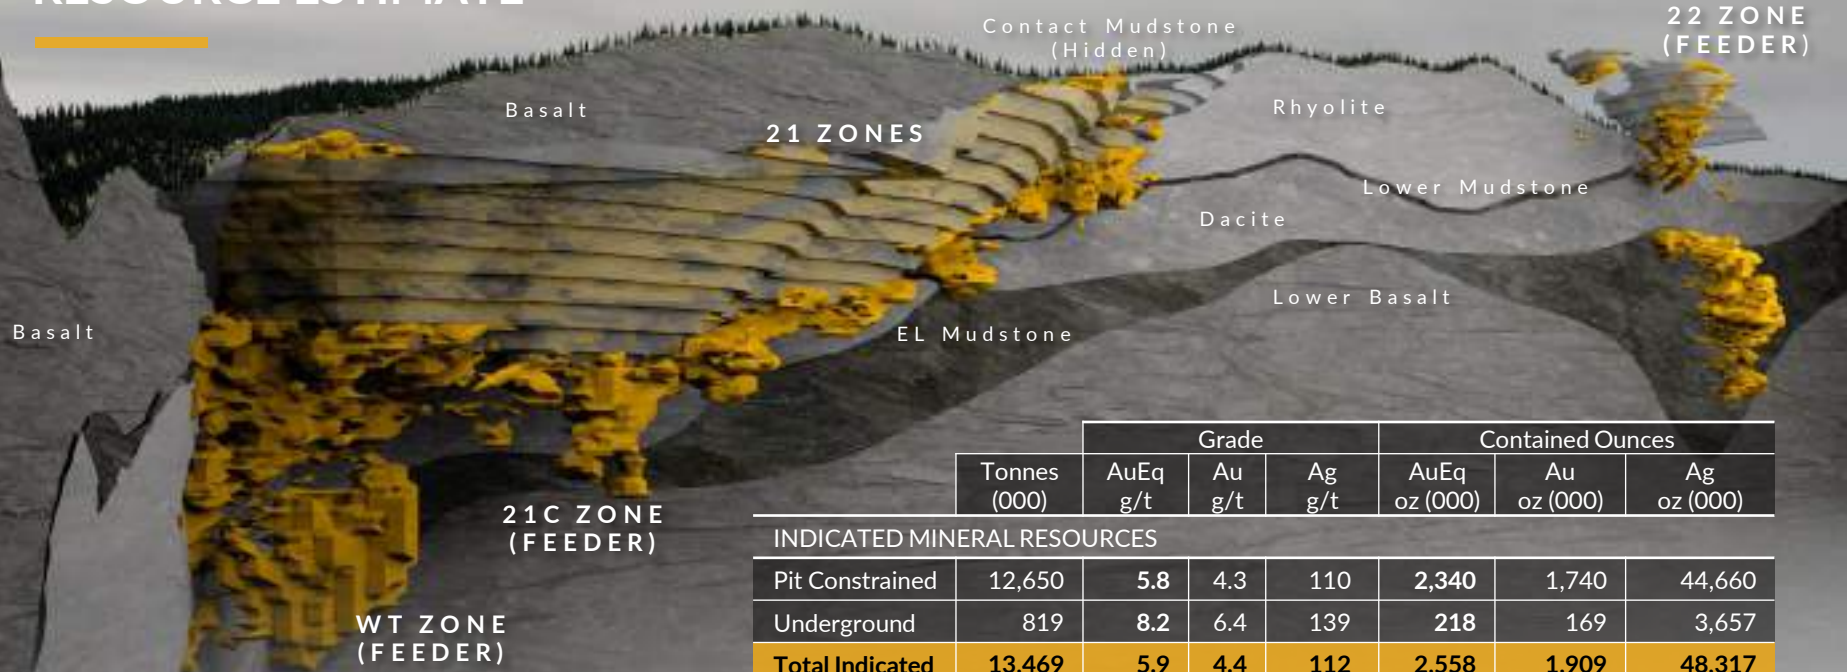 RESOURCE ESTIMATE
Contact Mudstone
(Hidden)
22 ZONE
(FEEDER)
Basalt
21 ZONES
Rhyolite
Lower Mudstone
Dacite
Lower Basalt
Basalt
EL Mudstone
21C ZONE
(FEEDER)
WT ZONE
(FEEDER)
Grade Contained Ounces
Tonnes AuEq Au Ag AuEq Au Ag
(000) g/t g/t g/t oz (000) oz (000) oz (000)
INDICATED MINERAL RESOURCES
Pit Constrained 12,650 5.8 4.3 110 2,340 1,740 44,660
Underground 819 8.2 6.4 139 218 169 3,657
Total Indicated 13,469 5.9 4.4 112 2,558 1,909 48,317